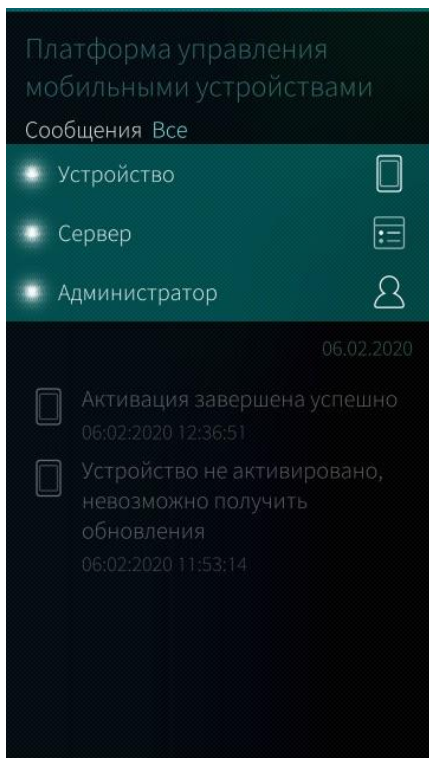 Платформа управления
мобильными устройствами
Сообщения Все
Устройство
Сервер
Администратор
06.02.2020
Активация завершена успешно
06:02:2020 12:36:51
Устройство не активировано,
невозможно получить
обновления
06:02:2020 11:53:14